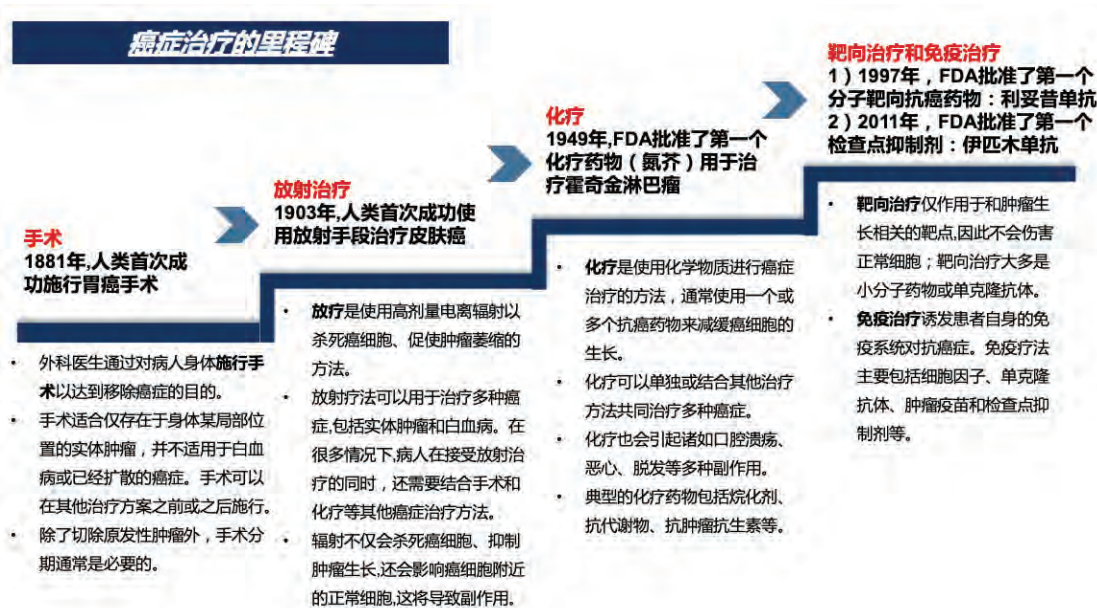 癌症治疗的里程碑
手术
1881年,人类首次成
功施行胃癌手术
• 外科医生通过对病人身体施行手
术以达到移除癌症的目的。
• 手术适合仅存在于身体某局部位
置的实体肿瘤，并不适用于白血
病或已经扩散的癌症。手术可以
在其他治疗方案之前或之后施行。
• 除了切除原发性肿瘤外，手术分
期通常是必要的。
放射治疗
1903年,人类首次成功使
用放射手段治疗皮肤癌
• 放疗是使用高剂量电离辐射以
杀死癌细胞、促使肿瘤萎缩的
方法。
• 放射疗法可以用于治疗多种癌
症,包括实体肿瘤和白血病。在
很多情况下,病人在接受放射治
疗的同时，还需要结合手术和
化疗等其他癌症治疗方法。
• 辐射不仅会杀死癌细胞、抑制
肿瘤生长,还会影响癌细胞附近
的正常细胞,这将导致副作用。
化疗
1949年,FDA批准了第一个
化疗药物（氮芥）用于治
疗霍奇金淋巴瘤
• 化疗是使用化学物质进行癌症
治疗的方法，通常使用一个或
多个抗癌药物来减缓癌细胞的
生长。
• 化疗可以单独或结合其他治疗
方法共同治疗多种癌症。
• 化疗也会引起诸如口腔溃疡、
恶心、脱发等多种副作用。
• 典型的化疗药物包括烷化剂、
抗代谢物、抗肿瘤抗生素等。
靶向治疗和免疫治疗
1）1997年，FDA批准了第一个
分子靶向抗癌药物：利妥昔单抗
2）2011年，FDA批准了第一个
检查点抑制剂：伊匹木单抗
• 靶向治疗仅作用于和肿瘤生
长相关的靶点,因此不会伤害
正常细胞；靶向治疗大多是
小分子药物或单克隆抗体。
• 免疫治疗诱发患者自身的免
疫系统对抗癌症。免疫疗法
主要包括细胞因子、单克隆
抗体、肿瘤疫苗和检查点抑
制剂等。